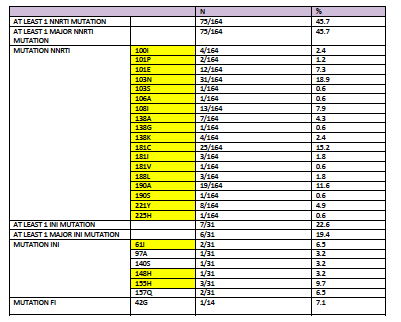 N %
AT LEAST 1 NNRTI MUTATION 75/164 45.7
AT LEAST 1 MAJOR NNRTI 75/164 45.7
MUTATION
MUTATION NNRTI 100I 4/164 2.4
101P 2/164 1.2
101E 12/164 7.3
103N 31/164 18.9
103S 1/164 0.6
106A 1/164 0.6
108I 13/164 7.9
138A 7/164 4.3
138G 1/164 0.6
138K 4/164 2.4
181C 25/164 15.2
181I 3/164 1.8
181V 1/164 0.6
188L 3/164 1.8
190A 19/164 11.6
190S 1/164 0.6
221Y 8/164 4.9
225H 1/164 0.6
AT LEAST 1 INI MUTATION 7/31 22.6
AT LEAST 1 MAJOR INI MUTATION 6/31 19.4
MUTATION INI 61I 2/31 6.5
97A 1/31 3.2
140S 1/31 3.2
148H 1/31 3.2
155H 3/31 9.7
157Q 2/31 6.5
MUTATION FI 42G 1/14 7.1